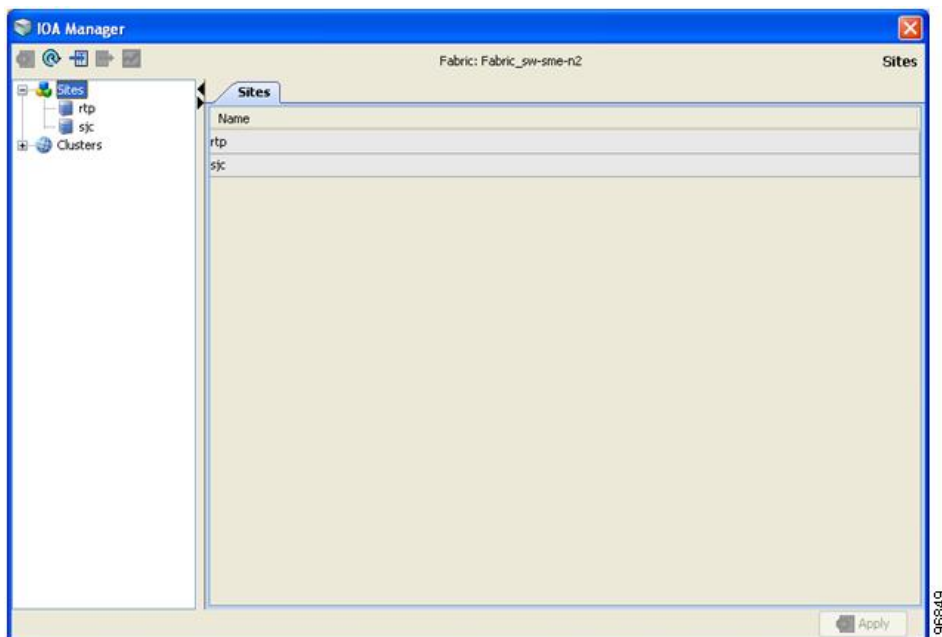 IOA Manager
Fabric: Fabric_sw-sme-n2
Sites
Sites
rtp
sjc
Clusters
Sites
Name
rtp
sjc
Apply
196849